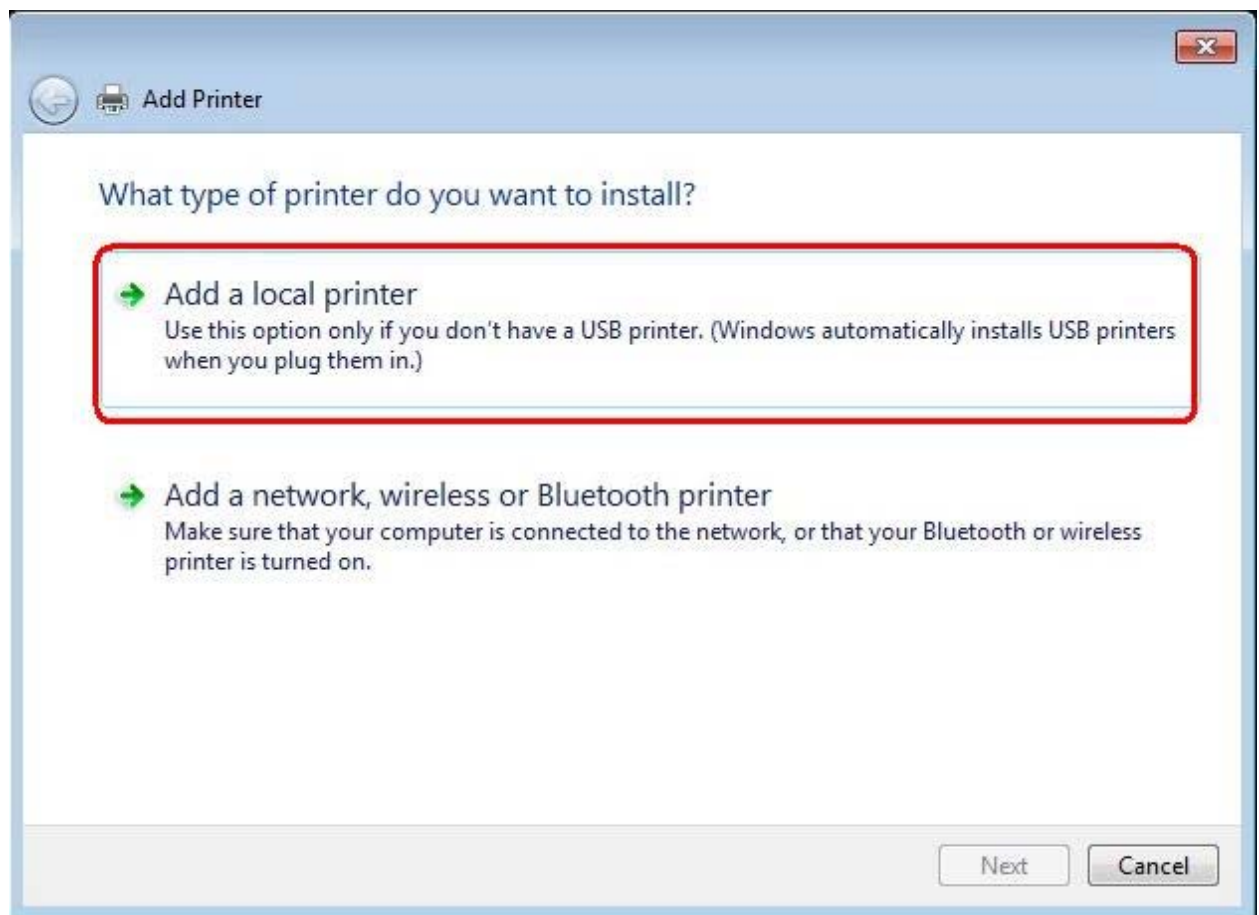 Add Printer
What type of printer do you want to install?
Add a local printer
Use this option only if you don't have a USB printer. (Windows automatically installs USB printers
when you plug them in.)
Add a network, wireless or Bluetooth printer
Make sure that your computer is connected to the network, or that your Bluetooth or wireless
printer is turned on.
Next
Cancel